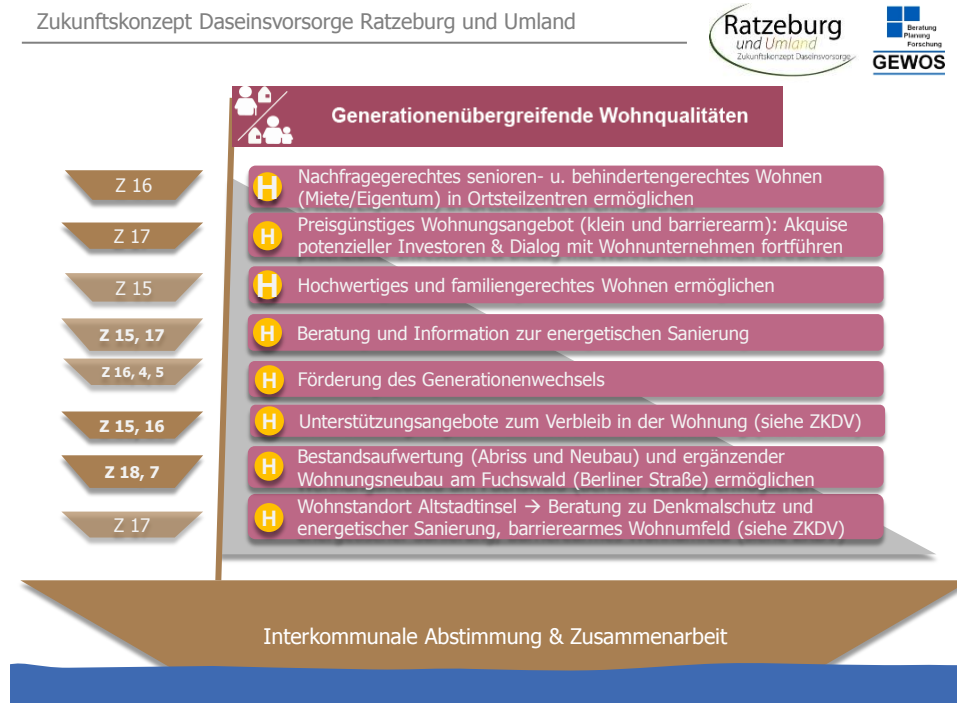 Zukunftskonzept Daseinsvorsorge Ratzeburg und Umland
Ratzeburg
und Umland
Zukunftskonzept Daseinsvorsorge
Beratung
Planung
Forschung
GEWOS
Generationenübergreifende Wohnqualitäten
Z 16
H
Nachfragegerechtes senioren- u. behindertengerechtes Wohnen
(Miete/Eigentum) in Ortsteilzentren ermöglichen
Z 17
H
Preisgünstiges Wohnungsangebot (klein und barrierearm): Akquise
potenzieller Investoren & Dialog mit Wohnunternehmen fortführen
Z 15
H
Hochwertiges und familiengerechtes Wohnen ermöglichen
Z 15, 17
H
Beratung und Information zur energetischen Sanierung
Z 16, 4, 5
H
Förderung des Generationenwechsels
Z 15, 16
H
Unterstützungsangebote zum Verbleib in der Wohnung (siehe ZKDV)
Z 18, 7
H
Bestandsaufwertung (Abriss und Neubau) und ergänzender
Wohnungsneubau am Fuchswald (Berliner Straße) ermöglichen
Z 17
H
Wohnstandort Altstadtinsel → Beratung zu Denkmalschutz und
energetischer Sanierung, barrierearmes Wohnumfeld (siehe ZKDV)
Interkommunale Abstimmung & Zusammenarbeit